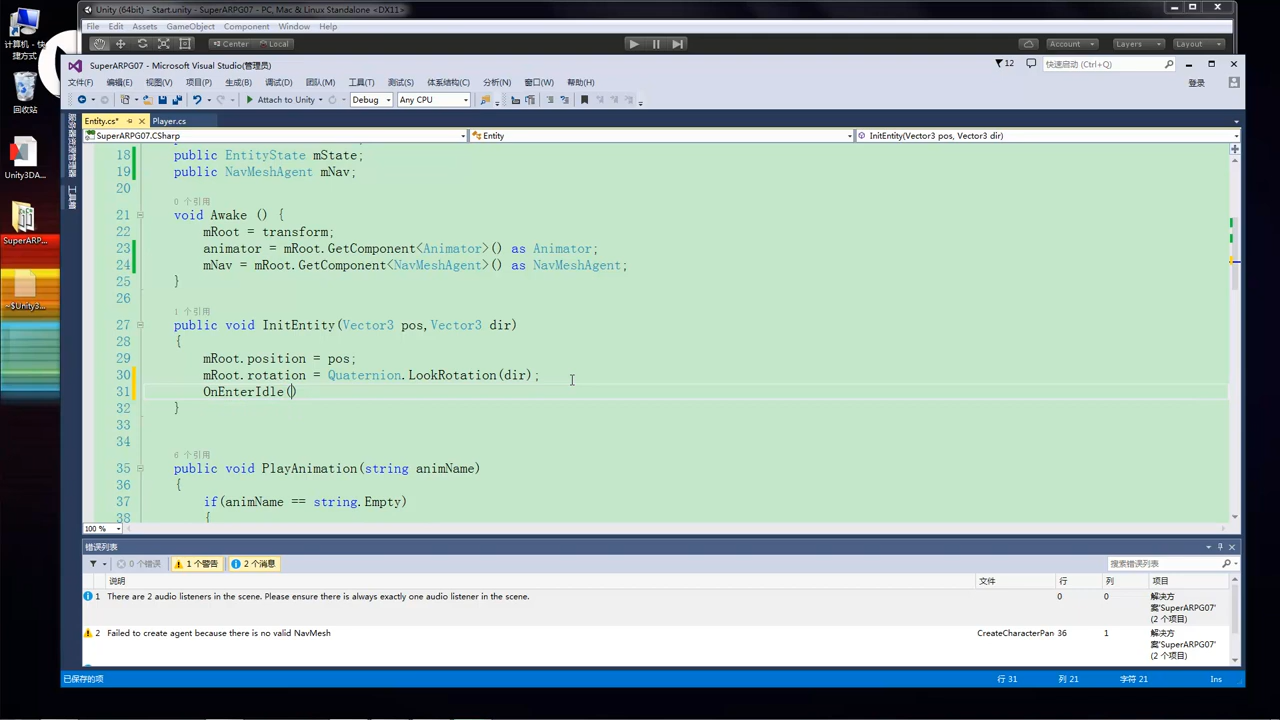 Unity (64bit) - Start.unity - SuperARPG07 - PC, Mac & Linux Standalone <DX11>
File Edit Assets GameObject Component Window Help
Center Local Account Layers Layout
计算机 - 快捷方式
回收站
Unity3DA...
SuperARP...
~$Unity3...
SuperARPG07 - Microsoft Visual Studio(管理员)
12 快速启动 (Ctrl+Q)
文件(F) 编辑(E) 视图(V) 项目(P) 生成(B) 调试(D) 团队(M) 工具(T) 测试(S) 体系结构(C) 分析(N) 窗口(W) 帮助(H) 登录
Attach to Unity Debug Any CPU
Entity.cs* Player.cs
SuperARPG07.CSharp Entity InitEntity(Vector3 pos, Vector3 dir)
工具箱
18 public EntityState mState;
19 public NavMeshAgent mNav;
20
0 个引用
21 void Awake () {
22 mRoot = transform;
23 animator = mRoot.GetComponent<Animator>() as Animator;
24 mNav = mRoot.GetComponent<NavMeshAgent>() as NavMeshAgent;
25 }
26
1 个引用
27 public void InitEntity(Vector3 pos,Vector3 dir)
28 {
29 mRoot.position = pos;
30 mRoot.rotation = Quaternion.LookRotation(dir);
31 OnEnterIdle()
32 }
33
34
6 个引用
35 public void PlayAnimation(string animName)
36 {
37 if(animName == string.Empty)
38 {
100 %
错误列表
0 个错误 1 个警告 2 个消息 搜索错误列表
说明 文件 行 列 项目
1 There are 2 audio listeners in the scene. Please ensure there is always exactly one audio listener in the scene. 0 0 解决方案'SuperARPG07' (2 个项目)
2 Failed to create agent because there is no valid NavMesh CreateCharacterPan 36 1 解决方案'SuperARPG07' (2 个项目)
已保存的项 行 31 列 21 字符 21 Ins